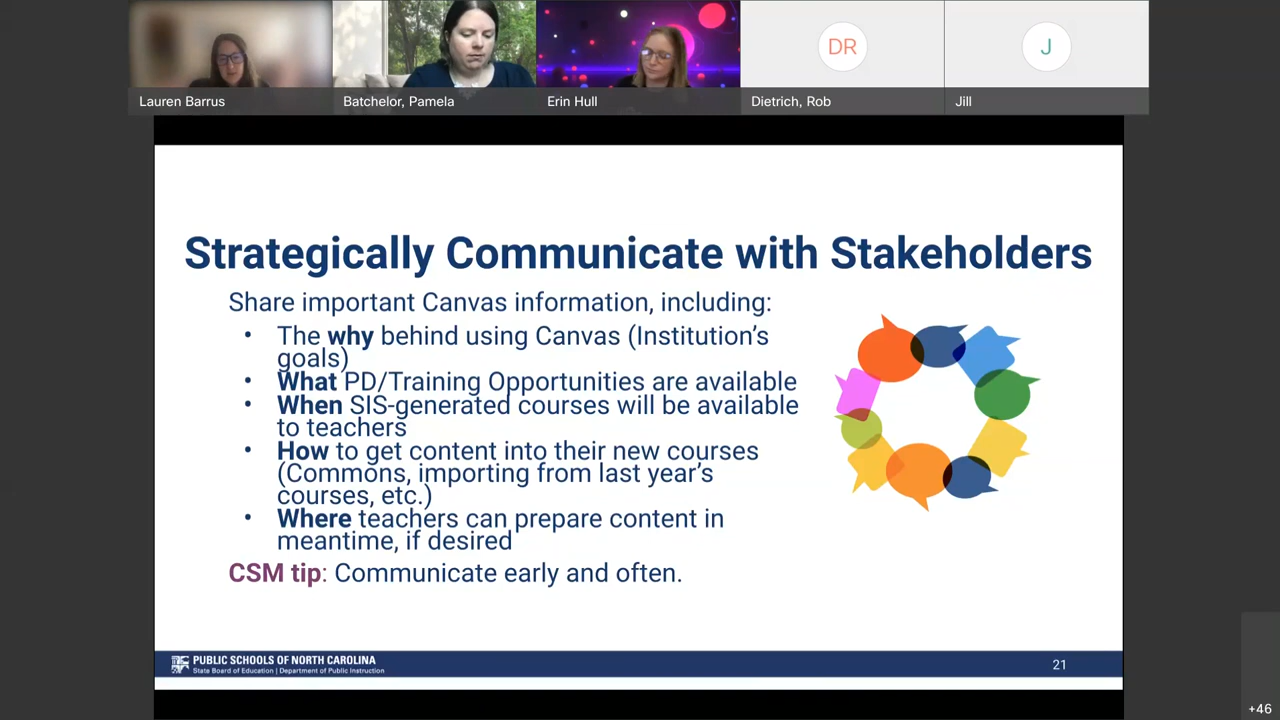 DR
J
Lauren Barrus
Batchelor, Pamela
Erin Hull
Dietrich, Rob
Jill
Strategically Communicate with Stakeholders
Share important Canvas information, including:
• The why behind using Canvas (Institution's
goals)
• What PD/Training Opportunities are available
• When SIS-generated courses will be available
to teachers
• How to get content into their new courses
(Commons, importing from last year's
courses, etc.)
• Where teachers can prepare content in
meantime, if desired
CSM tip: Communicate early and often.
PUBLIC SCHOOLS OF NORTH CAROLINA
State Board of Education | Department of Public Instruction
21
+46